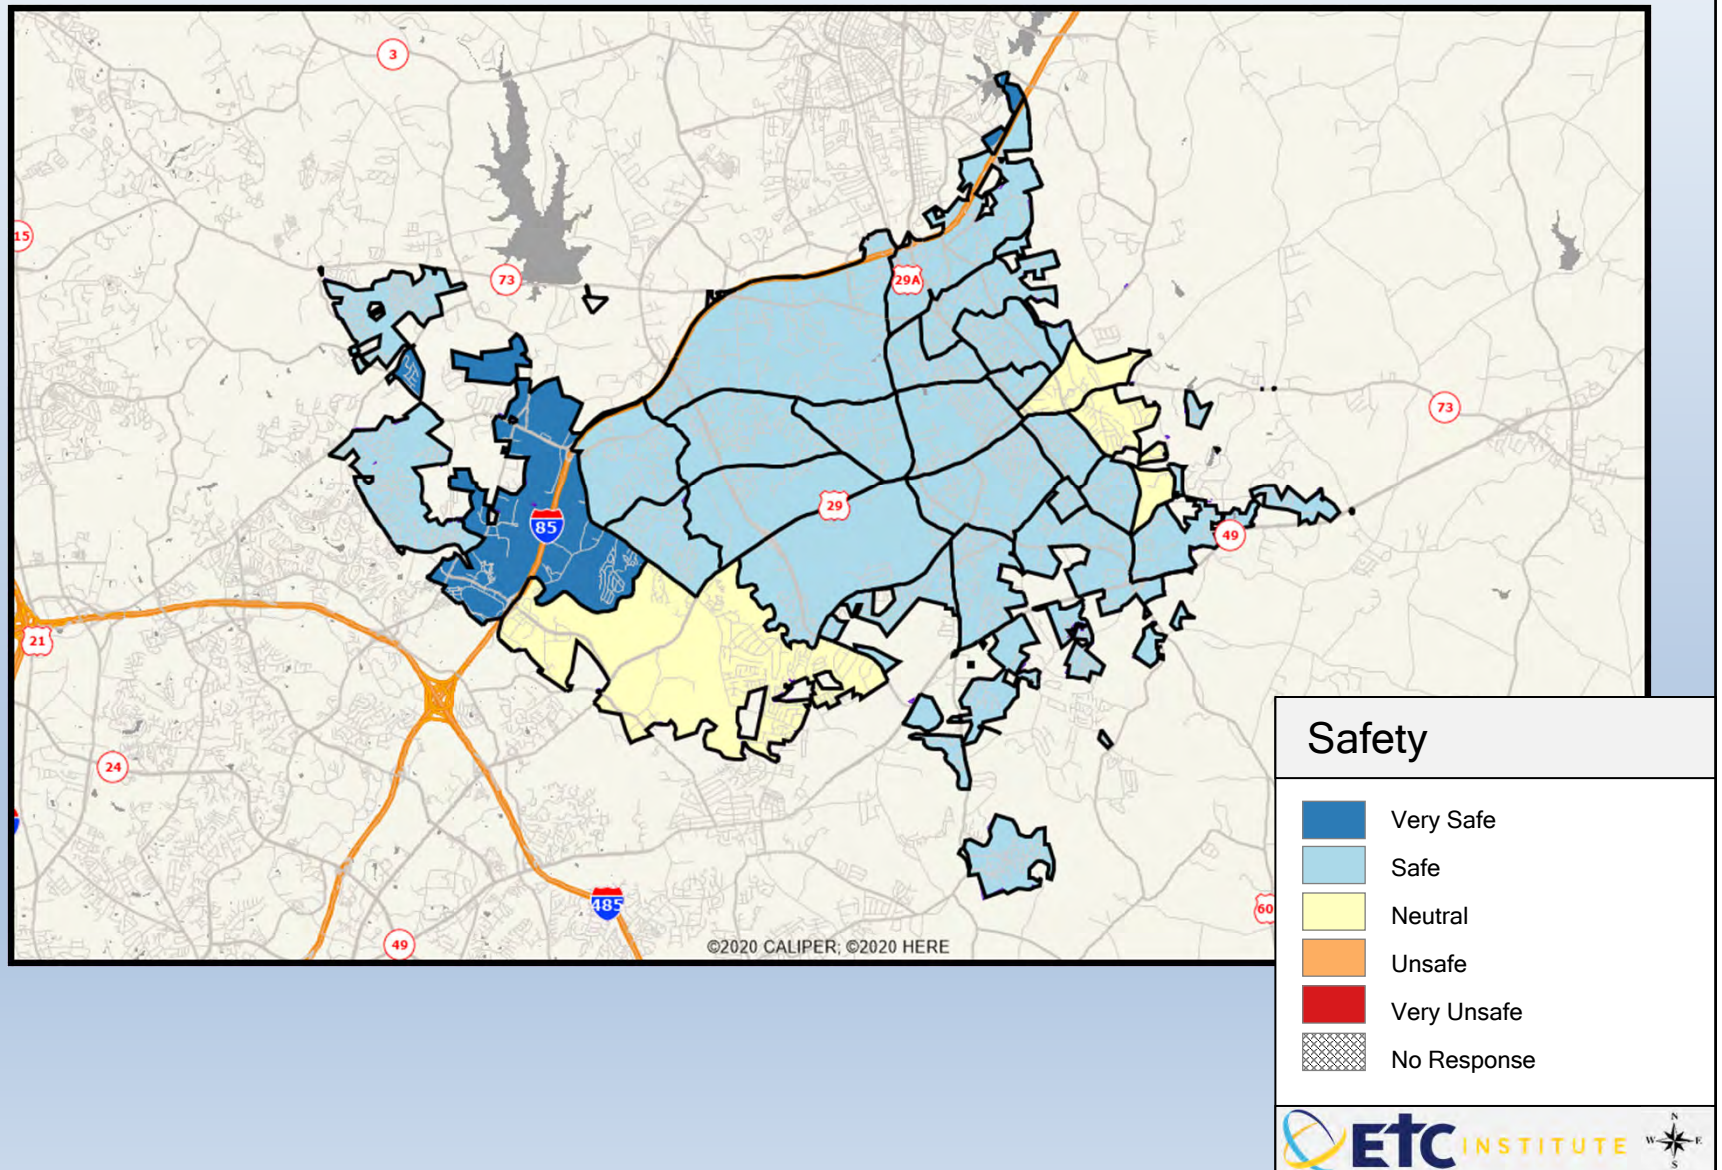 3
15
73
29A
73
29
85
49
21
24
485
60
49
©2020 CALIPER; ©2020 HERE
Safety
Very Safe
Safe
Neutral
Unsafe
Very Unsafe
No Response
ETC INSTITUTE
N
W E
S